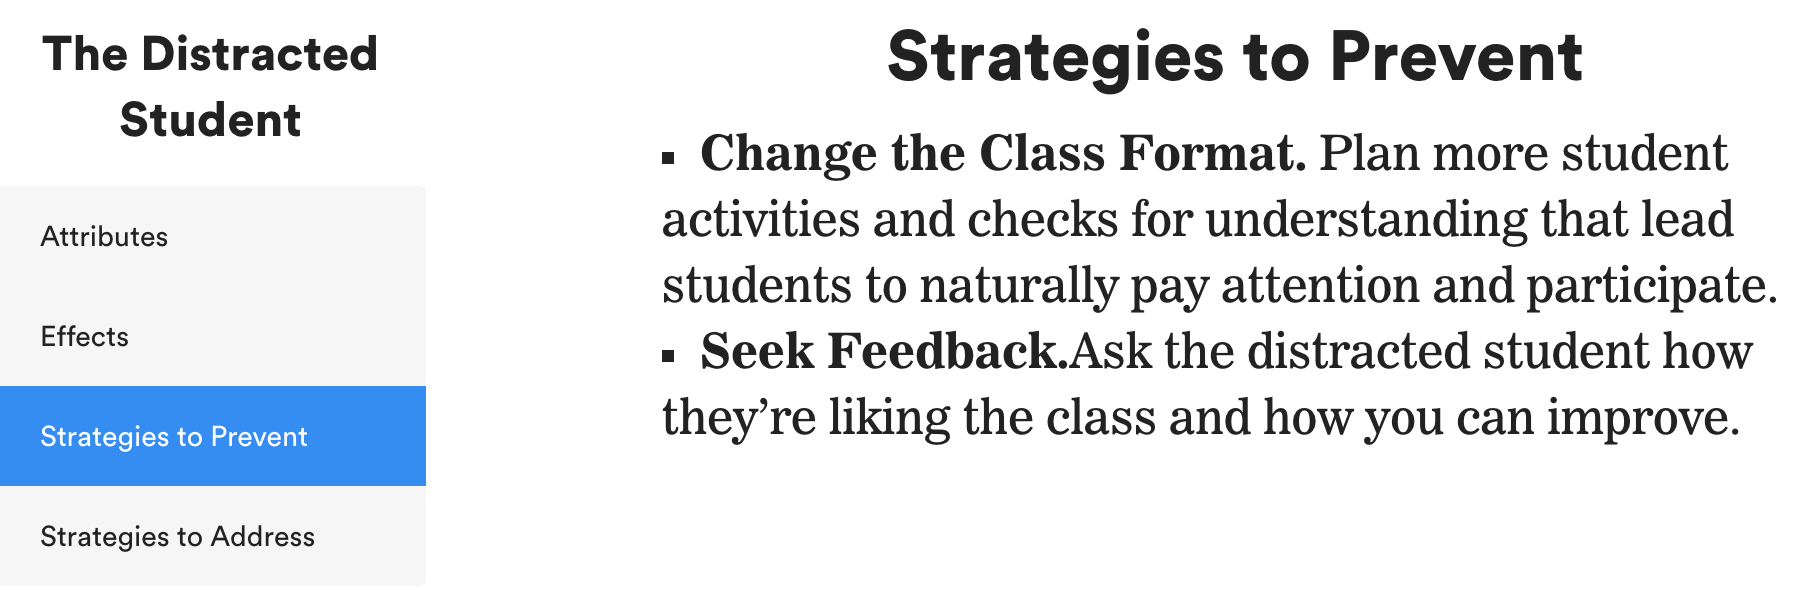 The Distracted
Student
Attributes
Effects
Strategies to Prevent
Strategies to Address
Strategies to Prevent
▪ Change the Class Format. Plan more student
activities and checks for understanding that lead
students to naturally pay attention and participate.
▪ Seek Feedback.Ask the distracted student how
they’re liking the class and how you can improve.